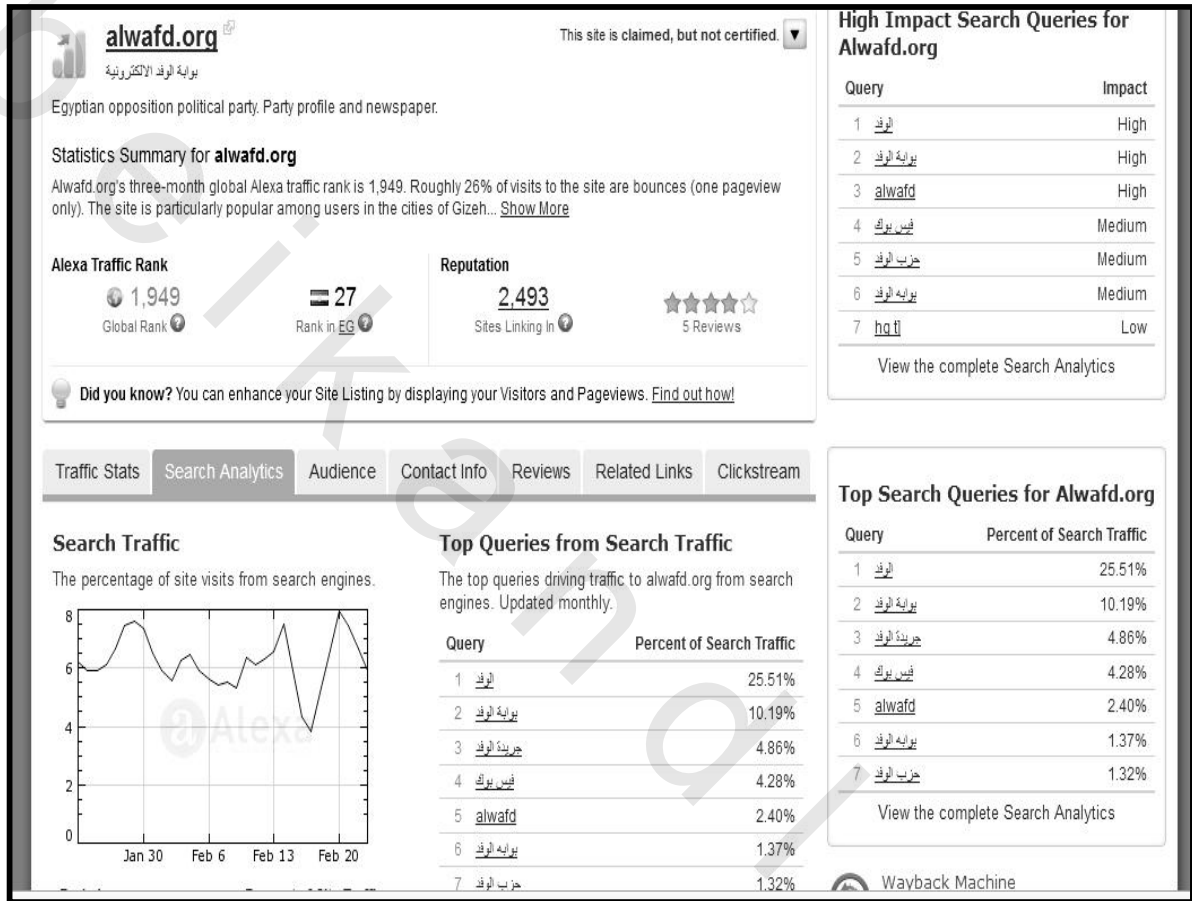 alwafd.org
This site is claimed, but not certified.
بوابة الوفد الالكترونية
Egyptian opposition political party. Party profile and newspaper.
Statistics Summary for alwafd.org
Alwafd.org's three-month global Alexa traffic rank is 1,949. Roughly 26% of visits to the site are bounces (one pageview
only). The site is particularly popular among users in the cities of Gizeh... Show More
Alexa Traffic Rank
Reputation
1,949
27
2,493
Global Rank ?
Rank in EG ?
Sites Linking In ?
5 Reviews
Did you know? You can enhance your Site Listing by displaying your Visitors and Pageviews. Find out how!
High Impact Search Queries for
Alwafd.org
Query Impact
1 الوفد High
2 بوابة الوفد High
3 alwafd High
4 فيس بوك Medium
5 حزب الوفد Medium
6 بوابه الوفد Medium
7 hg,t] Low
View the complete Search Analytics
Traffic Stats
Search Analytics
Audience
Contact Info
Reviews
Related Links
Clickstream
Search Traffic
The percentage of site visits from search engines.
8
6
4
2
0
Alexa
Jan 30 Feb 6 Feb 13 Feb 20
Top Queries from Search Traffic
The top queries driving traffic to alwafd.org from search
engines. Updated monthly.
Query Percent of Search Traffic
1 الوفد 25.51%
2 بوابة الوفد 10.19%
3 جريدة الوفد 4.86%
4 فيس بوك 4.28%
5 alwafd 2.40%
6 بوابه الوفد 1.37%
7 حزب الوفد 1.32%
Top Search Queries for Alwafd.org
Query Percent of Search Traffic
1 الوفد 25.51%
2 بوابة الوفد 10.19%
3 جريدة الوفد 4.86%
4 فيس بوك 4.28%
5 alwafd 2.40%
6 بوابه الوفد 1.37%
7 حزب الوفد 1.32%
View the complete Search Analytics
Wayback Machine